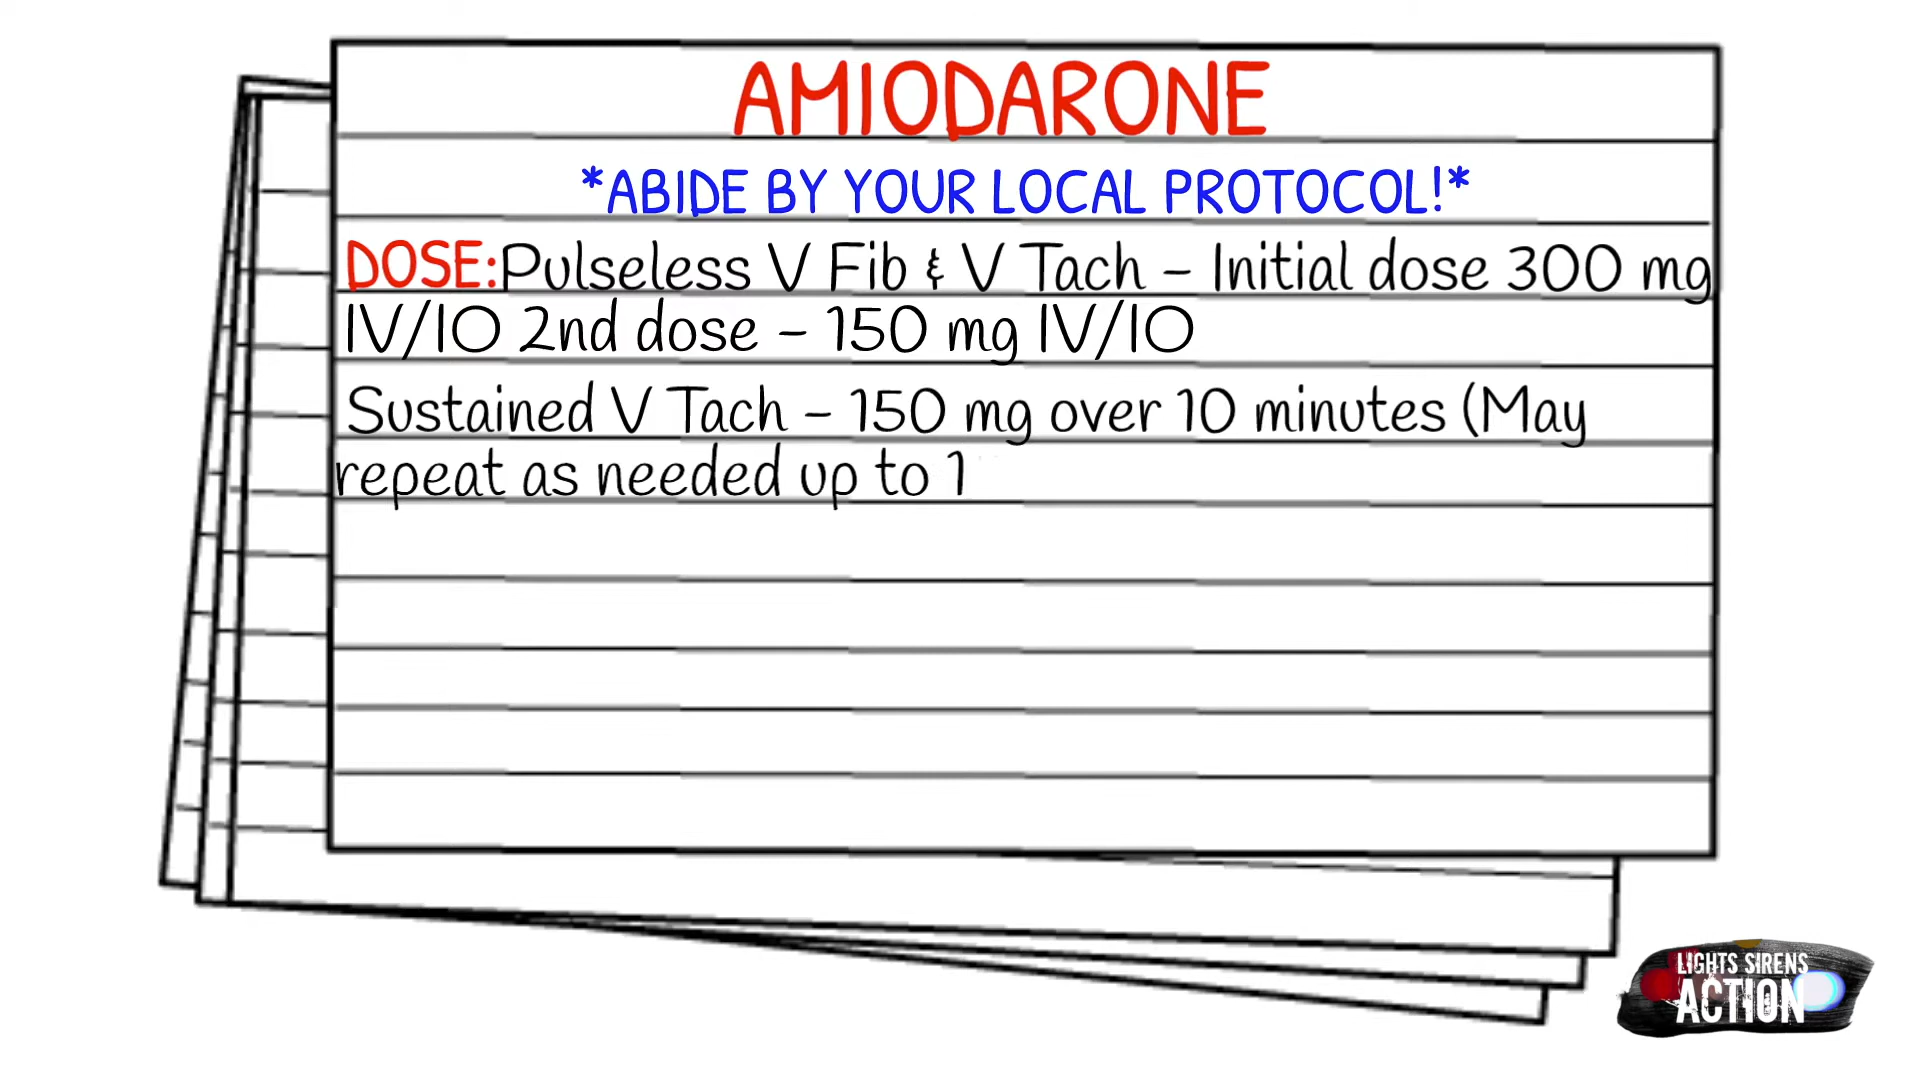 AMIODARONE
*ABIDE BY YOUR LOCAL PROTOCOL!*
DOSE:Pulseless V Fib & V Tach - Initial dose 300 mg
IV/IO 2nd dose - 150 mg IV/IO
Sustained V Tach - 150 mg over 10 minutes (May
repeat as needed up to 1
LIGHTS SIRENS
ACTION